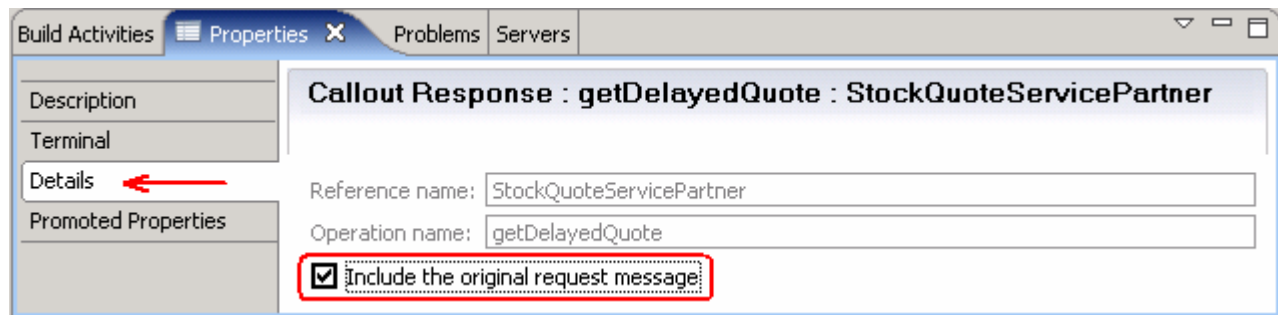 Build Activities Properties Problems Servers
Description
Terminal
Details
Promoted Properties
Callout Response : getDelayedQuote : StockQuoteServicePartner
Reference name: StockQuoteServicePartner
Operation name: getDelayedQuote
Include the original request message